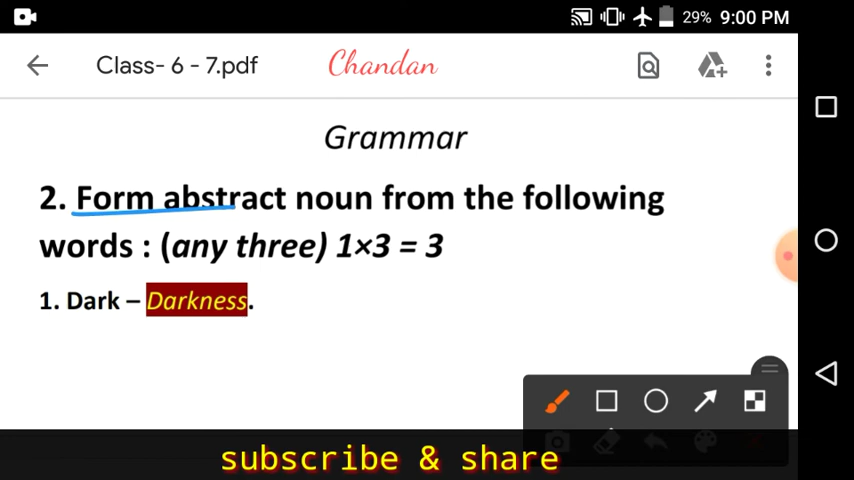 29% 9:00 PM
Class- 6 - 7.pdf Chandan
Grammar
2. Form abstract noun from the following
words : (any three) 1×3 = 3
1. Dark – Darkness.
subscribe & share